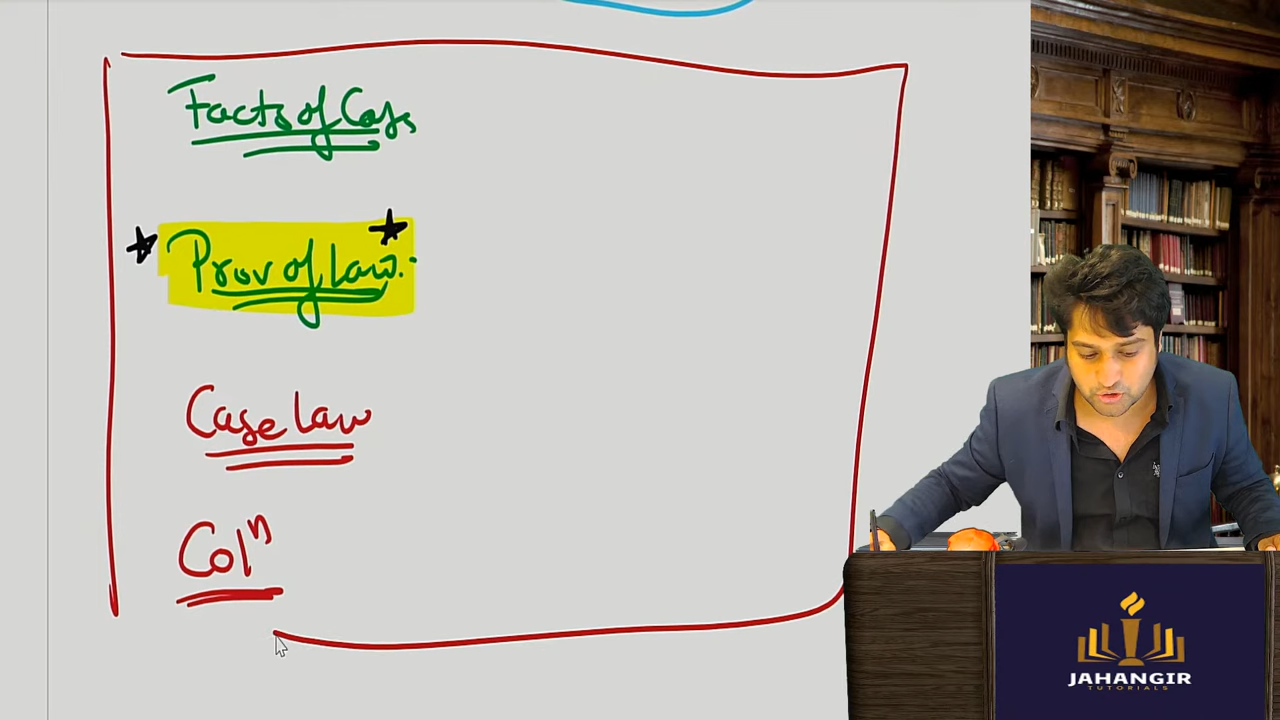 Facts of Case
Prov of Law.
Case Law
Colⁿ
JAHANGIR
TUTORIALS